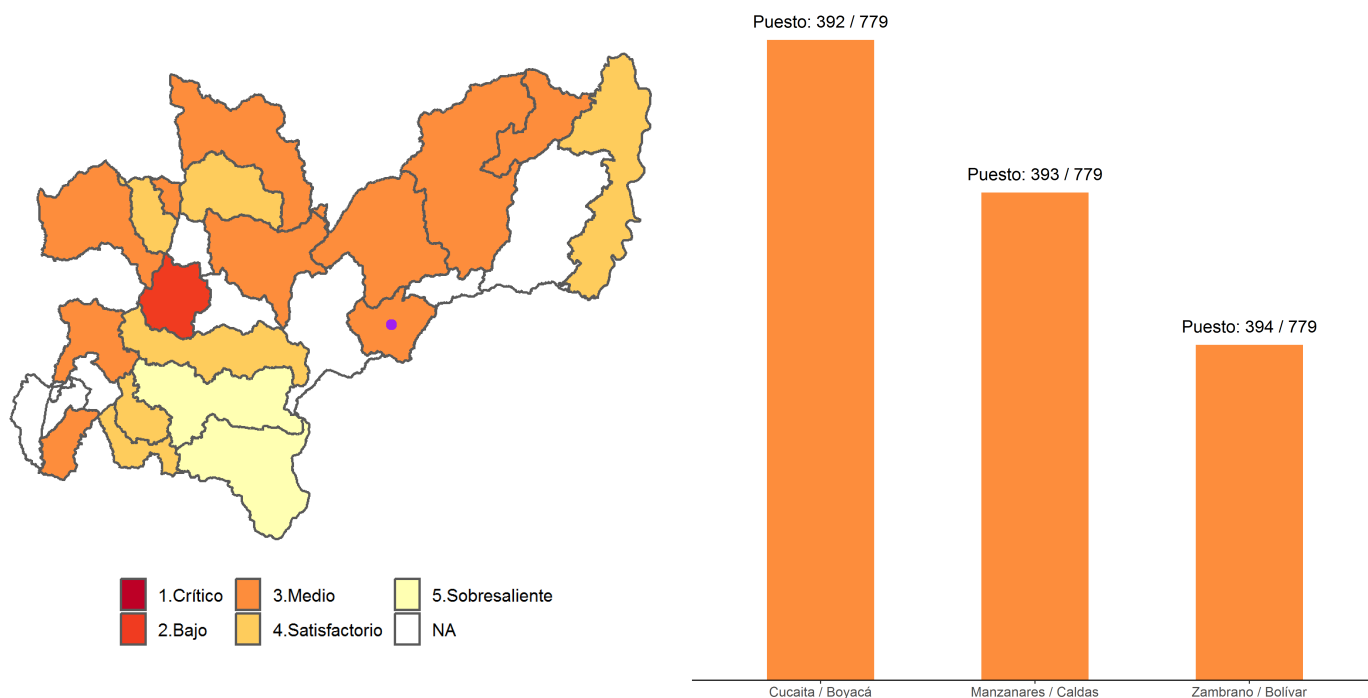 Puesto: 392 / 779
Puesto: 393 / 779
Puesto: 394 / 779
1.Crítico
3.Medio
5.Sobresaliente
2.Bajo
4.Satisfactorio
NA
Cucaita / Boyacá
Manzanares / Caldas
Zambrano / Bolívar